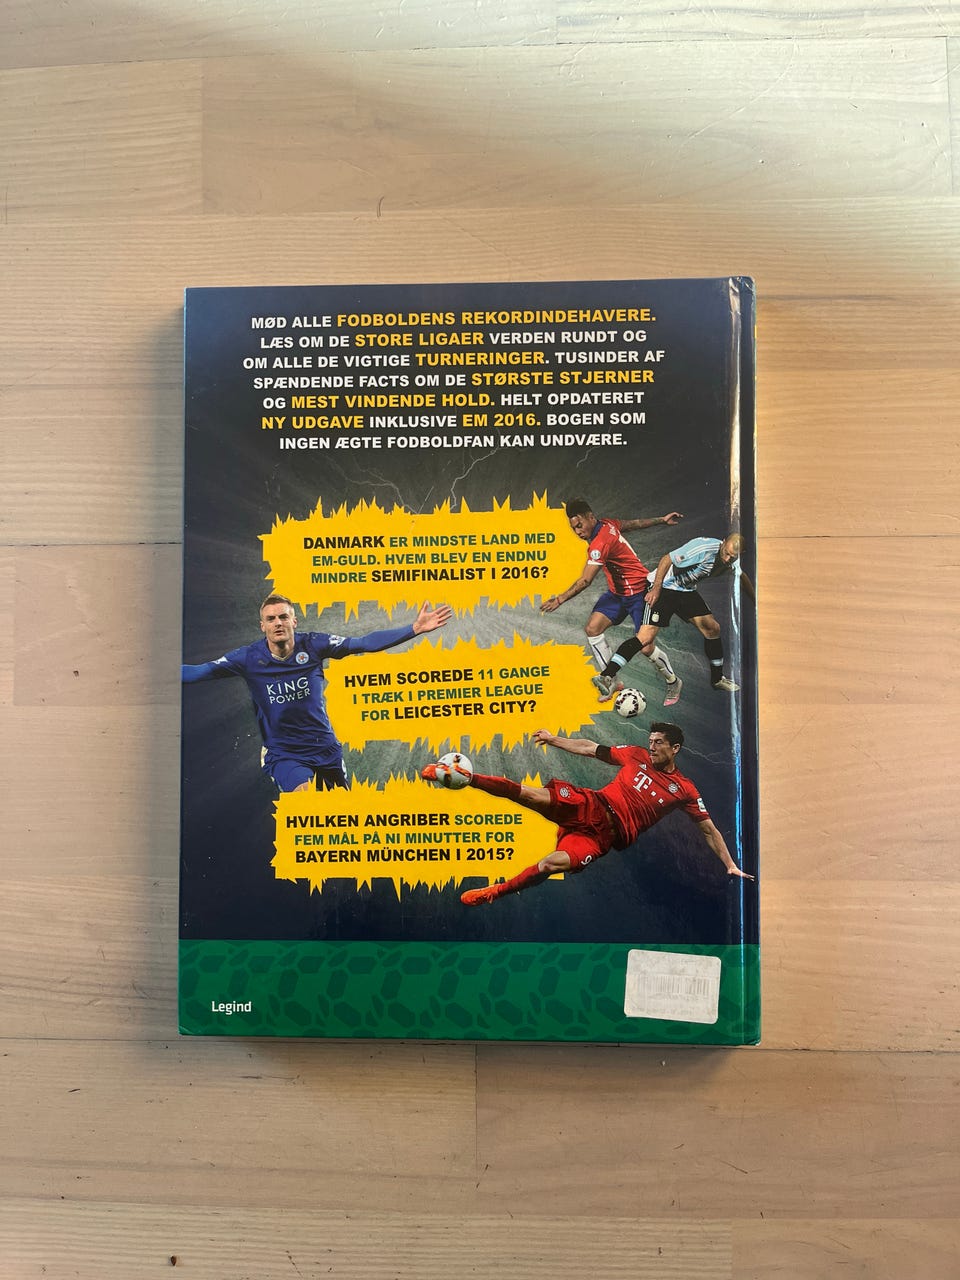 MØD ALLE FODBOLDENS REKORDINDEHAVERE.
LÆS OM DE STORE LIGAER VERDEN RUNDT OG
OM ALLE DE VIGTIGE TURNERINGER. TUSINDER AF
SPÆNDENDE FACTS OM DE STØRSTE STJERNER
OG MEST VINDENDE HOLD. HELT OPDATERET
NY UDGAVE INKLUSIVE EM 2016. BOGEN SOM
INGEN ÆGTE FODBOLDFAN KAN UNDVÆRE.
DANMARK ER MINDSTE LAND MED
EM-GULD. HVEM BLEV EN ENDNU
MINDRE SEMIFINALIST I 2016?
KING
POWER
HVEM SCOREDE 11 GANGE
I TRÆK I PREMIER LEAGUE
FOR LEICESTER CITY?
T
HVILKEN ANGRIBER SCOREDE
FEM MÅL PÅ NI MINUTTER FOR
BAYERN MÜNCHEN I 2015?
9
Legind